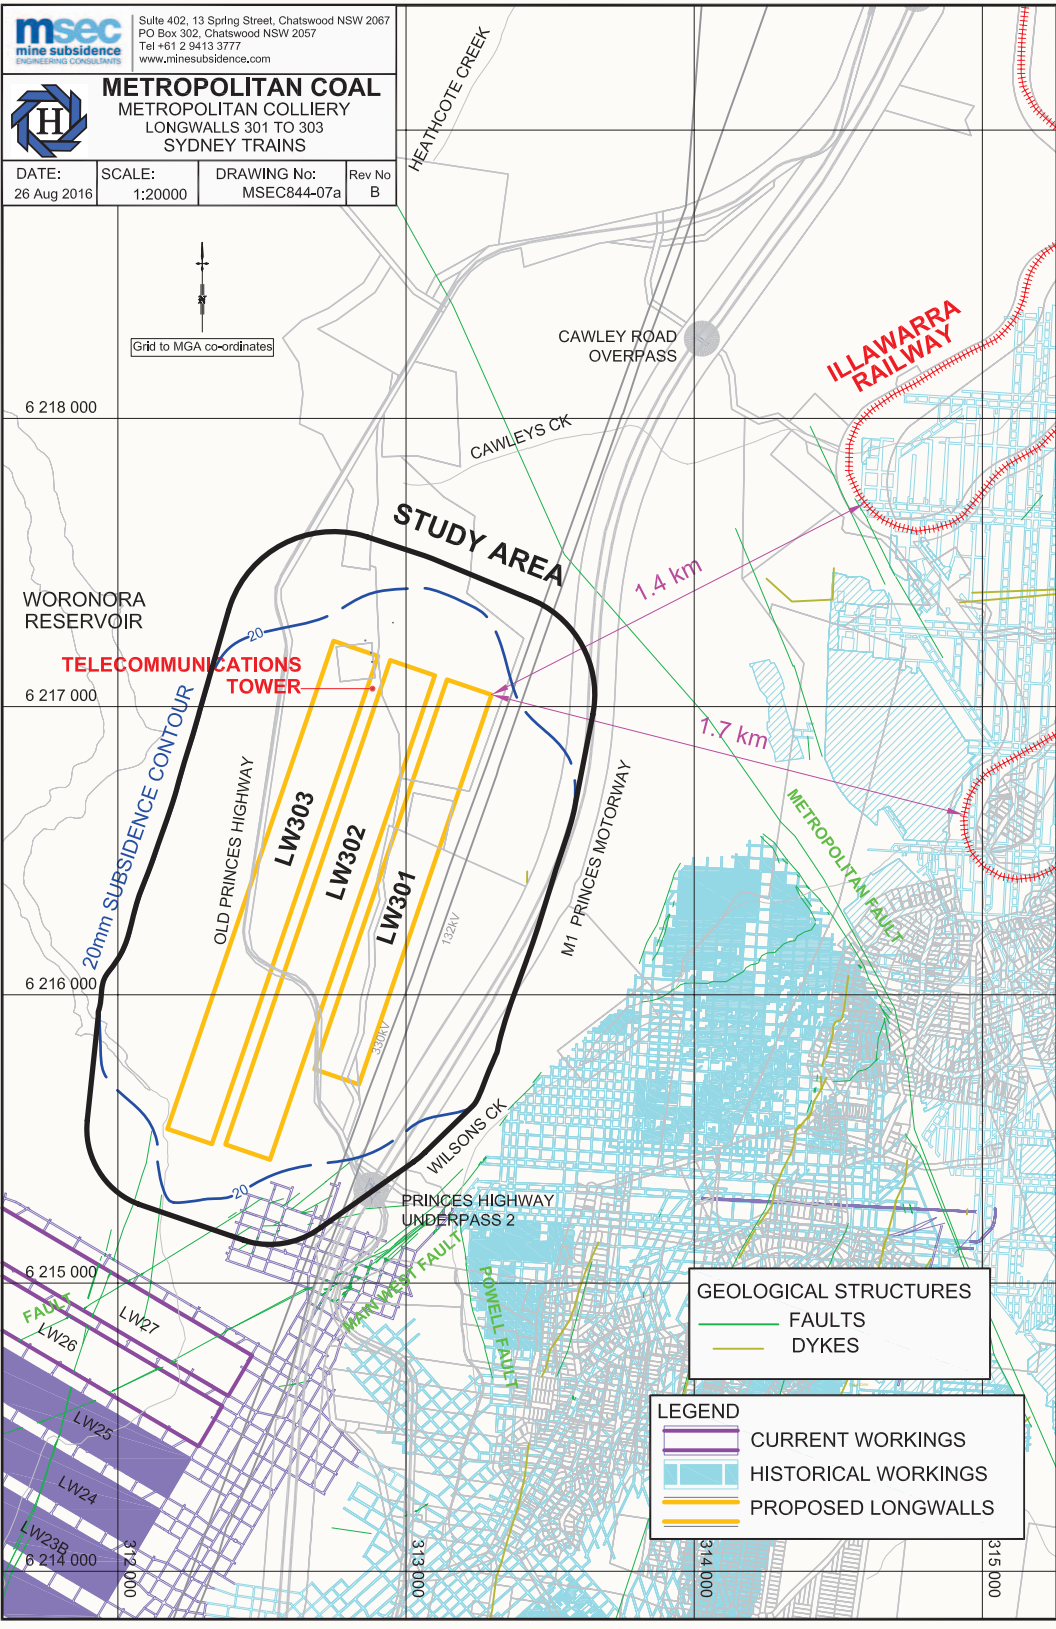 msec
mine subsidence
ENGINEERING CONSULTANTS
Suite 402, 13 Spring Street, Chatswood NSW 2067
PO Box 302, Chatswood NSW 2057
Tel +61 2 9413 3777
www.minesubsidence.com
H
METROPOLITAN COAL
METROPOLITAN COLLIERY
LONGWALLS 301 TO 303
SYDNEY TRAINS
DATE:
26 Aug 2016
SCALE:
1:20000
DRAWING No:
MSEC844-07a
Rev No
B
HEATHCOTE CREEK
N
Grid to MGA co-ordinates
CAWLEY ROAD
OVERPASS
ILLAWARRA
RAILWAY
6 218 000
CAWLEYS CK
STUDY AREA
1.4 km
WORONORA
RESERVOIR
20
TELECOMMUNICATIONS
TOWER
6 217 000
1.7 km
20mm SUBSIDENCE CONTOUR
OLD PRINCES HIGHWAY
LW303
LW302
LW301
132kV
M1 PRINCES MOTORWAY
METROPOLITAN FAULT
6 216 000
330kV
WILSONS CK
20
PRINCES HIGHWAY
UNDERPASS 2
6 215 000
FAULT
MAIN WEST FAULT
POWELL FAULT
LW27
LW26
LW25
LW24
LW23B
GEOLOGICAL STRUCTURES
FAULTS
DYKES
LEGEND
CURRENT WORKINGS
HISTORICAL WORKINGS
PROPOSED LONGWALLS
6 214 000
312 000
313 000
314 000
315 000